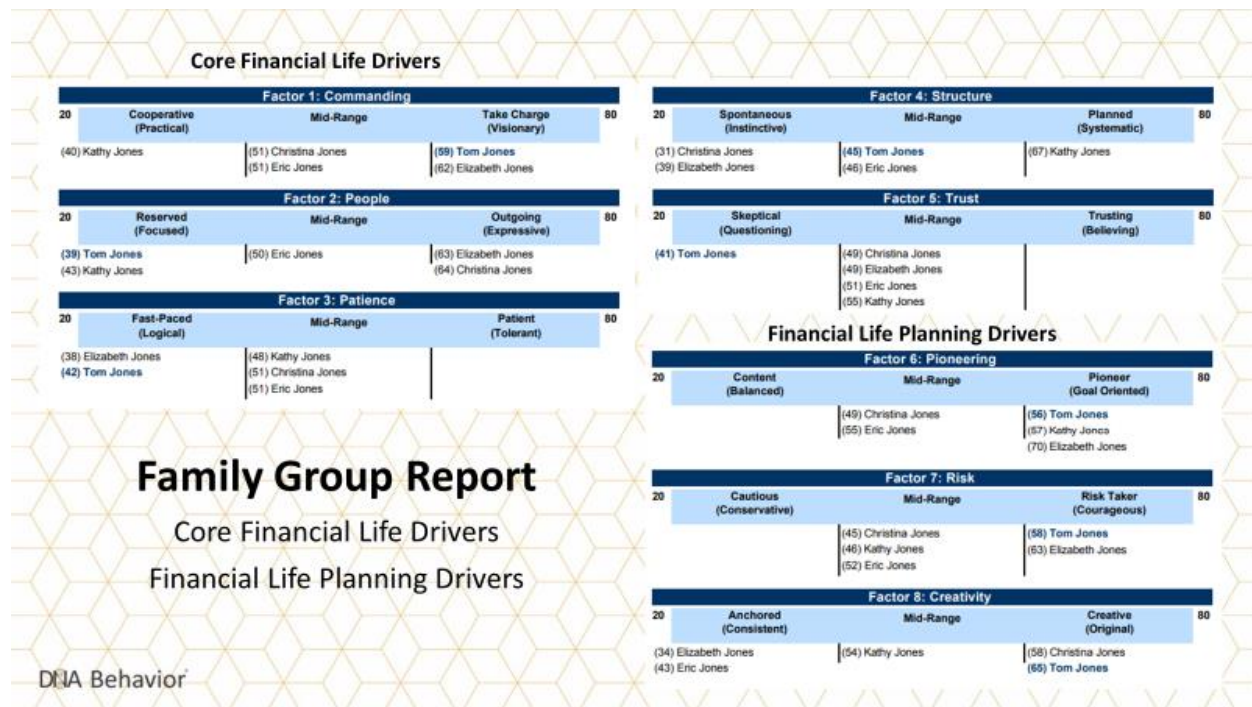 Core Financial Life Drivers
Factor 1: Commanding
20 Cooperative Mid-Range Take Charge 80
(Practical) (Visionary)
(40) Kathy Jones (51) Christina Jones (59) Tom Jones
(51) Eric Jones (62) Elizabeth Jones
Factor 2: People
20 Reserved Mid-Range Outgoing 80
(Focused) (Expressive)
(39) Tom Jones (50) Eric Jones (63) Elizabeth Jones
(43) Kathy Jones (64) Christina Jones
Factor 3: Patience
20 Fast-Paced Mid-Range Patient 80
(Logical) (Tolerant)
(38) Elizabeth Jones (48) Kathy Jones
(42) Tom Jones (51) Christina Jones
(51) Eric Jones
Family Group Report
Core Financial Life Drivers
Financial Life Planning Drivers
DNA Behavior
Factor 4: Structure
20 Spontaneous Mid-Range Planned 80
(Instinctive) (Systematic)
(31) Christina Jones (45) Tom Jones (67) Kathy Jones
(39) Elizabeth Jones (46) Eric Jones
Factor 5: Trust
20 Skeptical Mid-Range Trusting 80
(Questioning) (Believing)
(41) Tom Jones (49) Christina Jones
(49) Elizabeth Jones
(51) Eric Jones
(55) Kathy Jones
Financial Life Planning Drivers
Factor 6: Pioneering
20 Content Mid-Range Pioneer 80
(Balanced) (Goal Oriented)
(49) Christina Jones (56) Tom Jones
(55) Eric Jones (57) Kathy Jones
(70) Elizabeth Jones
Factor 7: Risk
20 Cautious Mid-Range Risk Taker 80
(Conservative) (Courageous)
(45) Christina Jones (58) Tom Jones
(46) Kathy Jones (63) Elizabeth Jones
(52) Eric Jones
Factor 8: Creativity
20 Anchored Mid-Range Creative 80
(Consistent) (Original)
(34) Elizabeth Jones (54) Kathy Jones (58) Christina Jones
(43) Eric Jones (65) Tom Jones